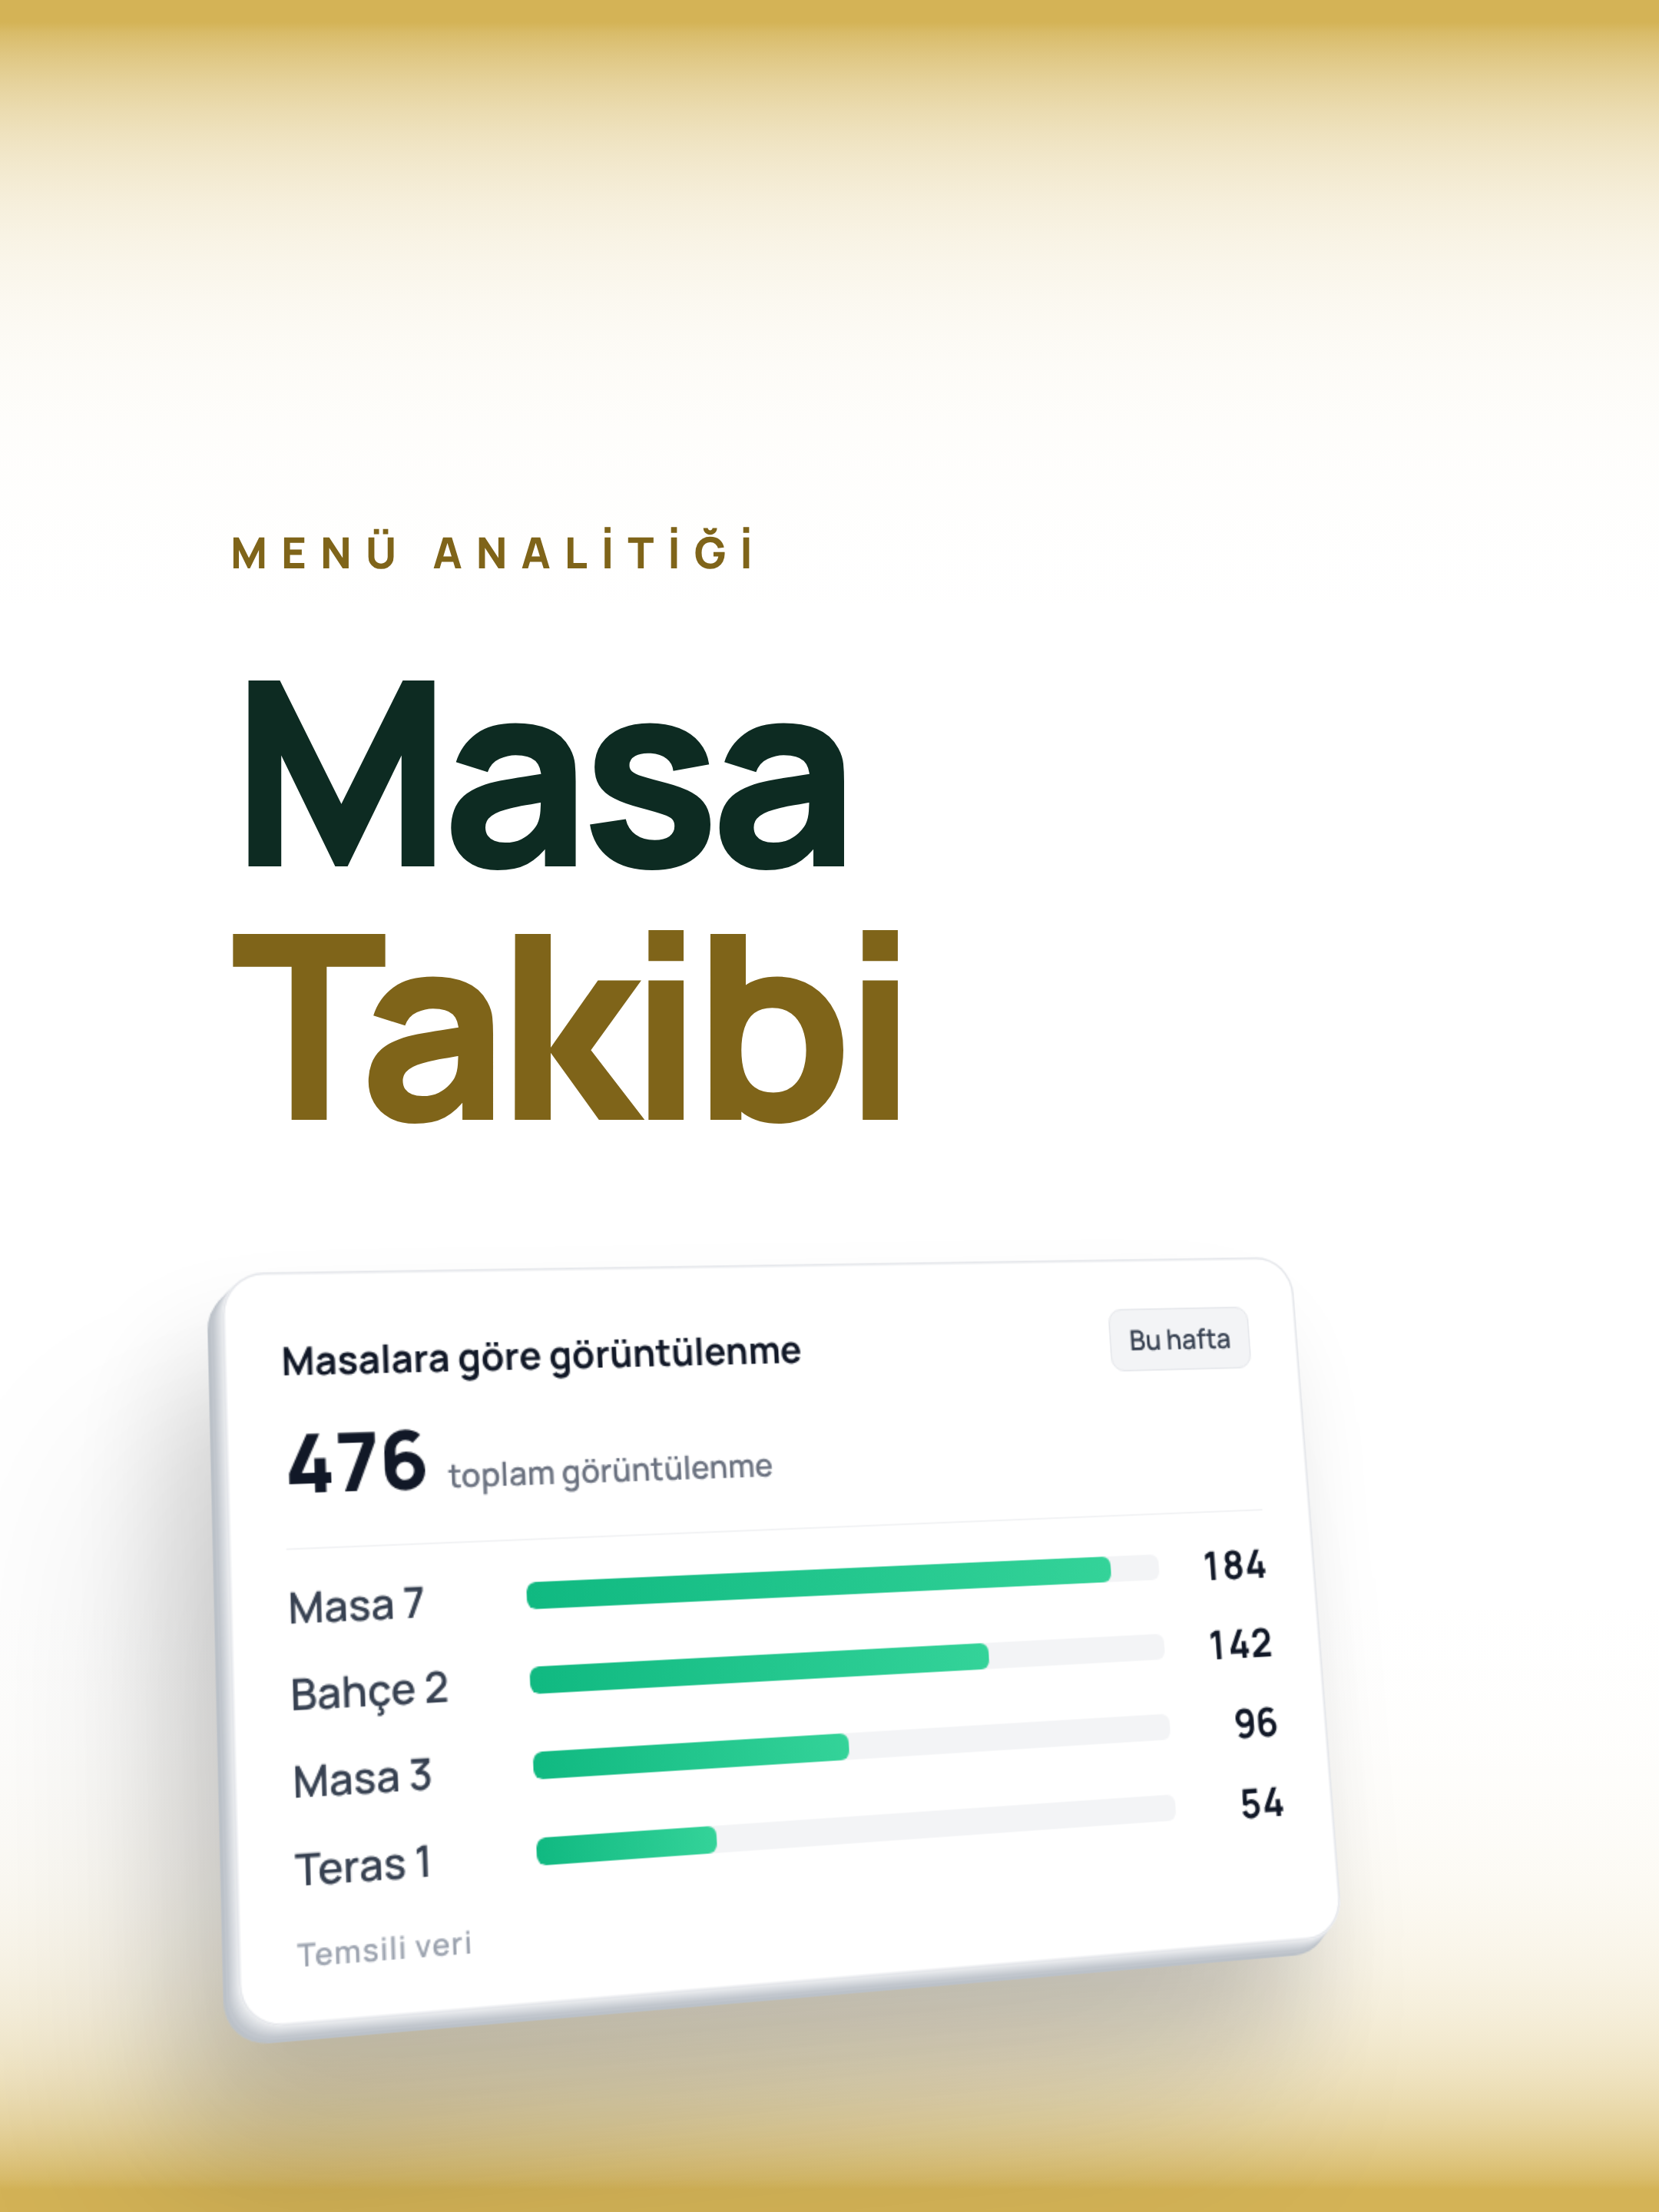 MENÜ ANALİTİĞİ
Masa
Takibi
Masalara göre görüntülenme
Bu hafta
476 toplam görüntülenme
Masa 7 184
Bahçe 2 142
Masa 3 96
Teras 1 54
Temsili veri